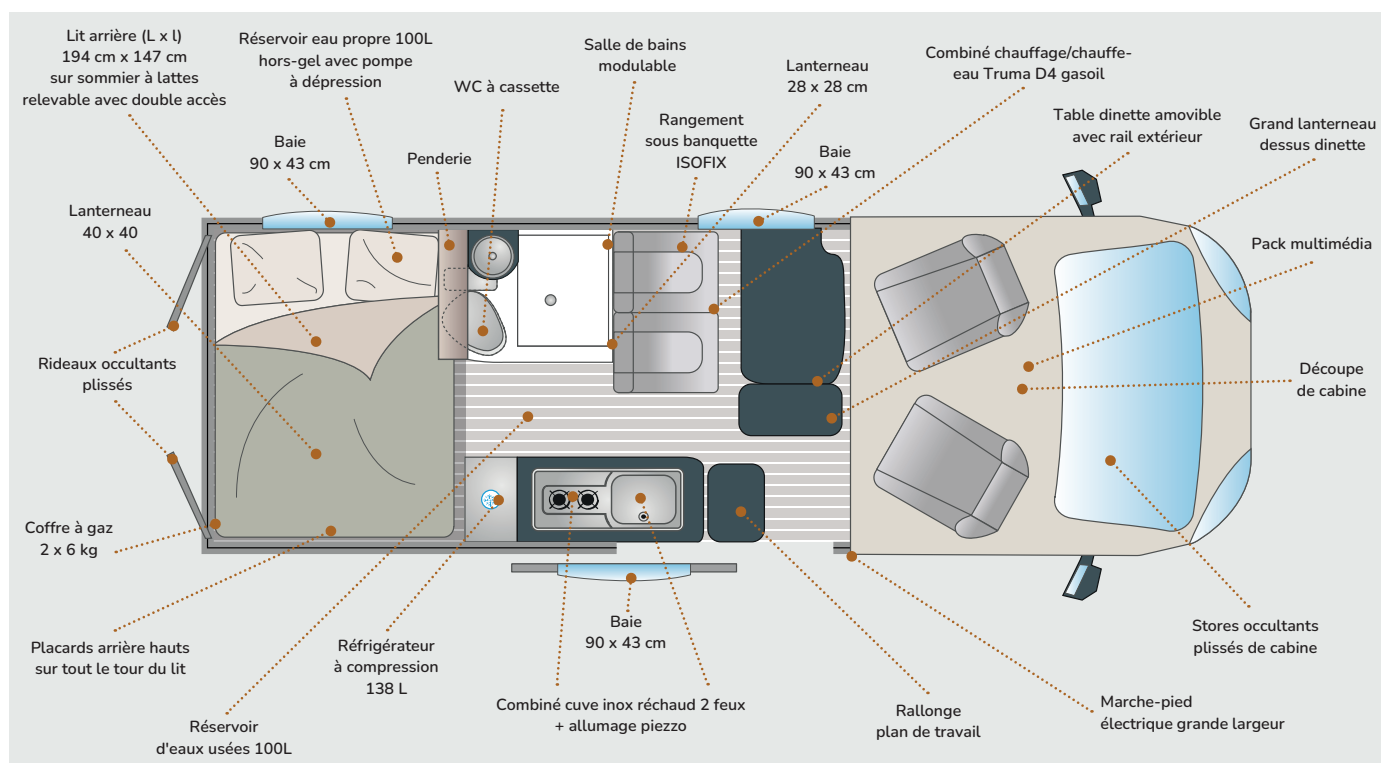 Lit arrière (L x l)
194 cm x 147 cm
sur sommier à lattes
relevable avec double accès
Réservoir eau propre 100L
hors-gel avec pompe
à dépression
WC à cassette
Salle de bains
modulable
Lanterneau
28 x 28 cm
Combiné chauffage/chauffe-
eau Truma D4 gasoil
Table dinette amovible
avec rail extérieur
Grand lanterneau
dessus dinette
Baie
90 x 43 cm
Penderie
Rangement
sous banquette
ISOFIX
Baie
90 x 43 cm
Lanterneau
40 x 40
Pack multimédia
Rideaux occultants
plissés
Découpe
de cabine
Coffre à gaz
2 x 6 kg
Placards arrière hauts
sur tout le tour du lit
Réservoir
d'eaux usées 100L
Réfrigérateur
à compression
138 L
Baie
90 x 43 cm
Combiné cuve inox réchaud 2 feux
+ allumage piezzo
Rallonge
plan de travail
Stores occultants
plissés de cabine
Marche-pied
électrique grande largeur